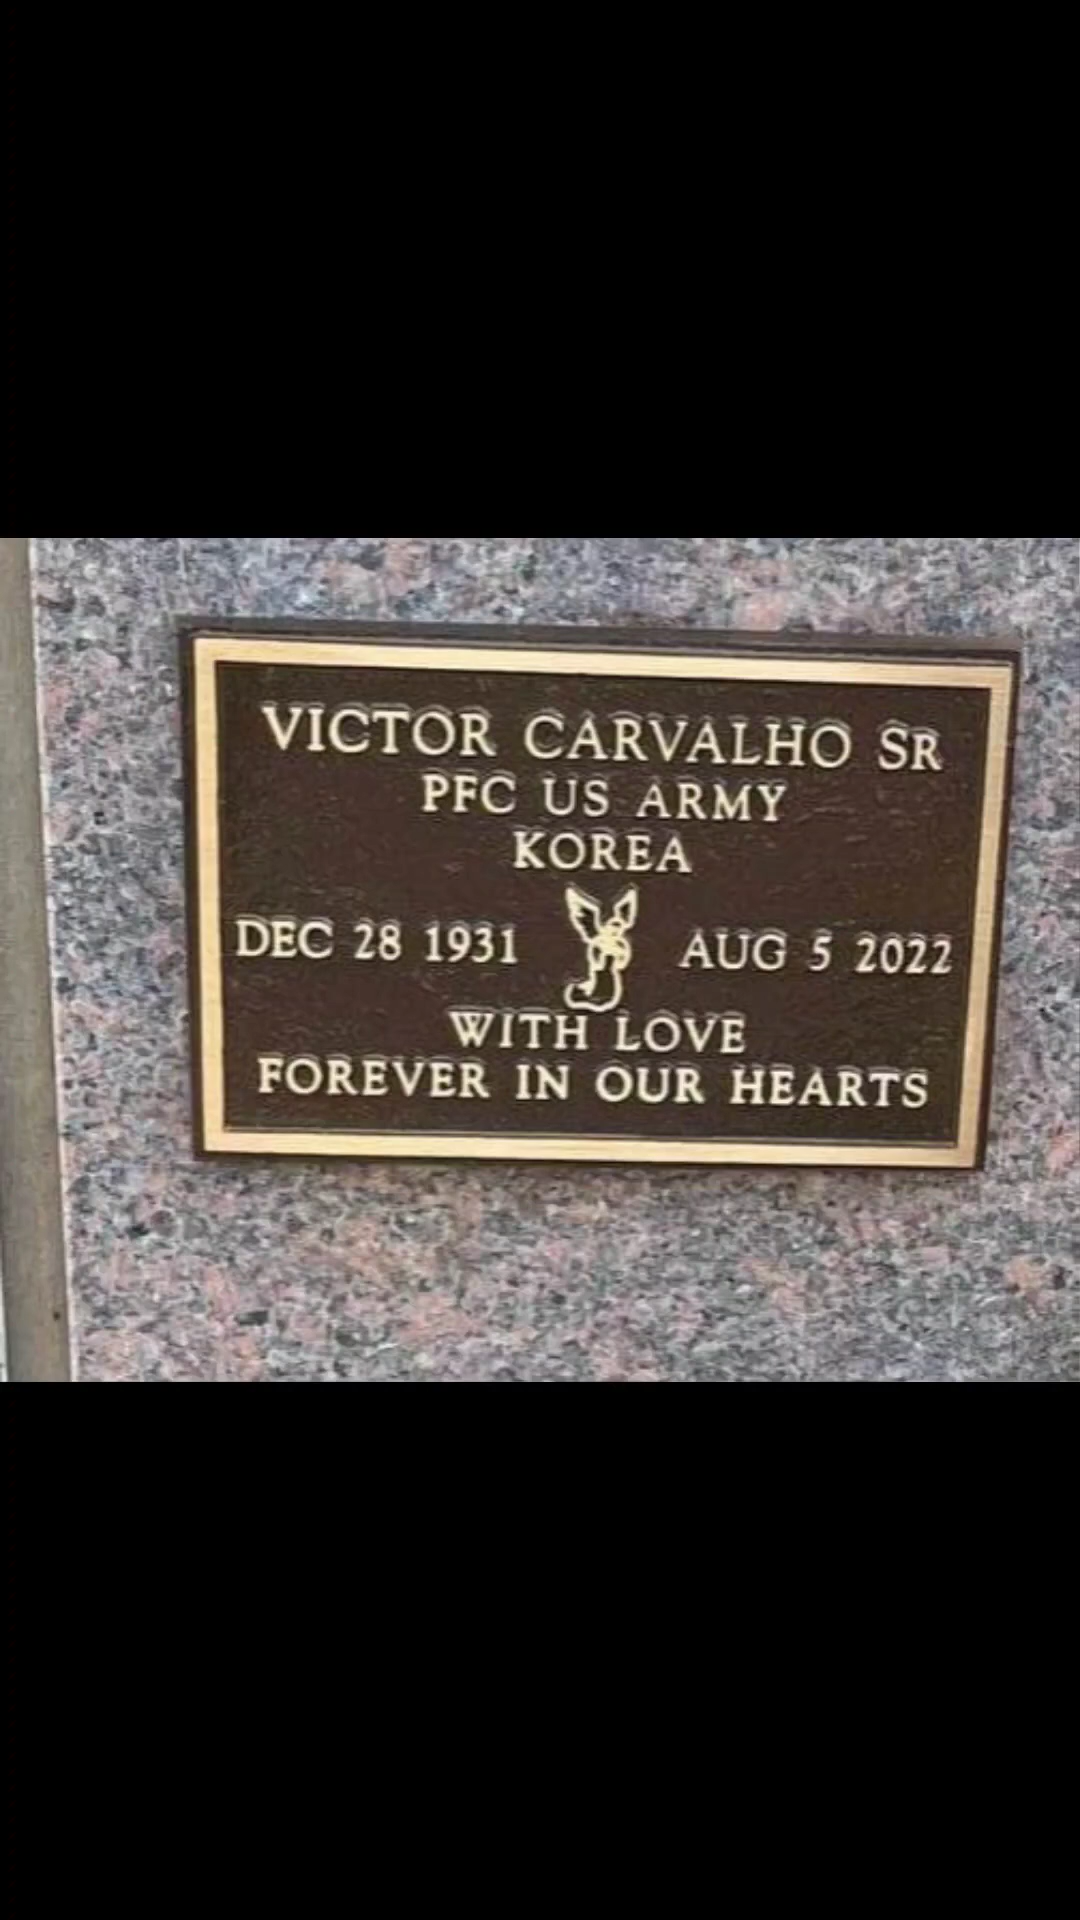 VICTOR CARVALHO SR
PFC US ARMY
KOREA
DEC 28 1931 AUG 5 2022
WITH LOVE
FOREVER IN OUR HEARTS